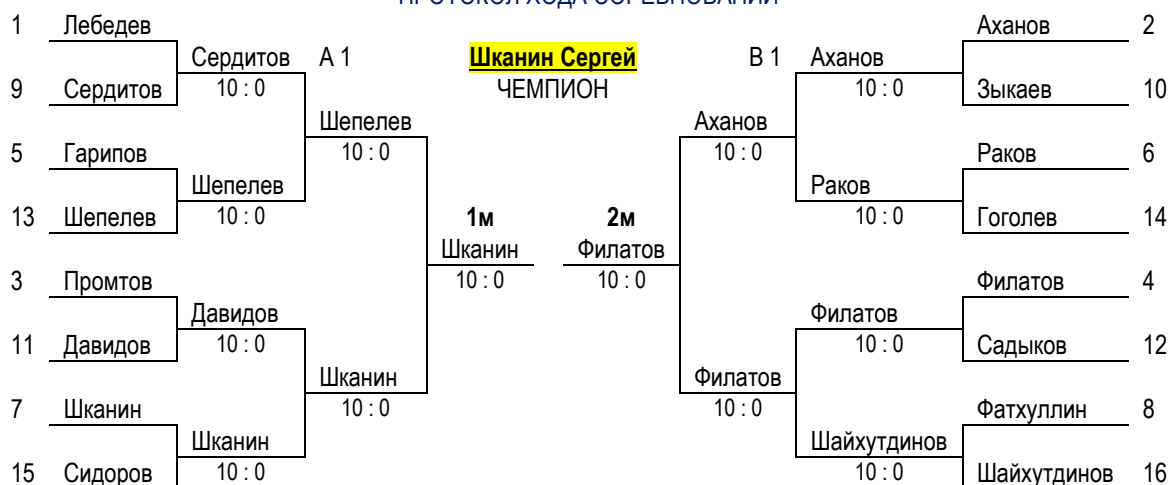 ПРОТОКОЛ ХОДА СОРЕВНОВАНИЙ
1 Лебедев Аханов 2
Сердитов А 1 Шканин Сергей В 1 Аханов
9 Сердитов 10 : 0 ЧЕМПИОН 10 : 0 Зыкаев 10
Шепелев Аханов
5 Гарипов 10 : 0 10 : 0 Раков 6
Шепелев Раков
13 Шепелев 10 : 0 1м 2м 10 : 0 Гоголев 14
Шканин Филатов
3 Промтов 10 : 0 10 : 0 Филатов 4
Давидов Филатов
11 Давидов 10 : 0 10 : 0 Садыков 12
Шканин Филатов
7 Шканин 10 : 0 10 : 0 Фатхуллин 8
Шканин Шайхутдинов
15 Сидоров 10 : 0 10 : 0 Шайхутдинов 16